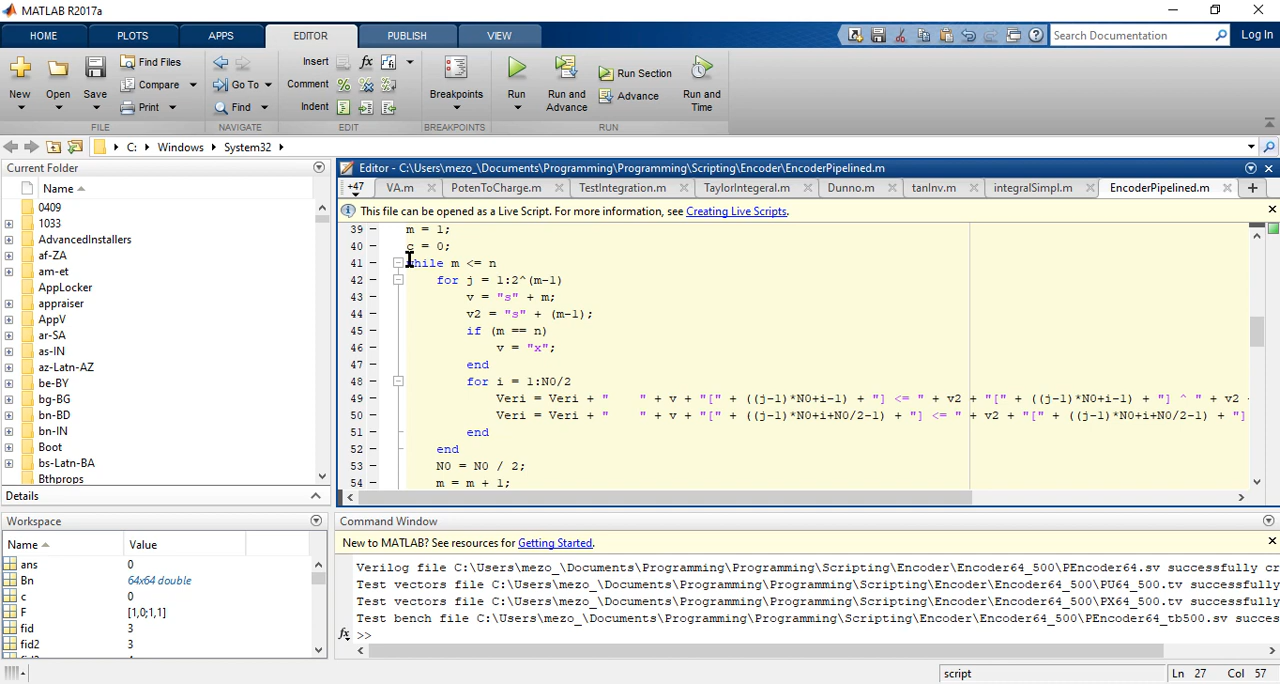 MATLAB R2017a
HOME PLOTS APPS EDITOR PUBLISH VIEW Search Documentation Log In
New Open Save Find Files Compare Print Go To Find Insert fx Comment Indent Breakpoints Run Run and Advance Run Section Advance Run and Time
FILE NAVIGATE EDIT BREAKPOINTS RUN
C: Windows System32
Current Folder
Name
0409
1033
AdvancedInstallers
af-ZA
am-et
AppLocker
appraiser
AppV
ar-SA
as-IN
az-Latn-AZ
be-BY
bg-BG
bn-BD
bn-IN
Boot
bs-Latn-BA
Bthprops
Details
Workspace
Name Value
ans 0
Bn 64x64 double
c 0
F [1,0;1,1]
fid 3
fid2 3
Editor - C:\Users\mezo_\Documents\Programming\Programming\Scripting\Encoder\EncoderPipelined.m
+47 VA.m PotenToCharge.m TestIntegration.m TaylorIntegeral.m Dunno.m tanInv.m integralSimpl.m EncoderPipelined.m
This file can be opened as a Live Script. For more information, see Creating Live Scripts.
39 – m = 1;
40 – c = 0;
41 – while m <= n
42 – for j = 1:2^(m-1)
43 – v = "s" + m;
44 – v2 = "s" + (m-1);
45 – if (m == n)
46 – v = "x";
47 – end
48 – for i = 1:N0/2
49 – Veri = Veri + "    " + v + "[" + ((j-1)*N0+i-1) + "] <= " + v2 + "[" + ((j-1)*N0+i-1) + "] ^ " + v2
50 – Veri = Veri + "    " + v + "[" + ((j-1)*N0+i+N0/2-1) + "] <= " + v2 + "[" + ((j-1)*N0+i+N0/2-1) + "]
51 – end
52 – end
53 – N0 = N0 / 2;
54 – m = m + 1;
Command Window
New to MATLAB? See resources for Getting Started.
Verilog file C:\Users\mezo_\Documents\Programming\Programming\Scripting\Encoder\Encoder64_500\PEncoder64.sv successfully cr
Test vectors file C:\Users\mezo_\Documents\Programming\Programming\Scripting\Encoder\Encoder64_500\PU64_500.tv successfully
Test vectors file C:\Users\mezo_\Documents\Programming\Programming\Scripting\Encoder\Encoder64_500\PX64_500.tv successfully
Test bench file C:\Users\mezo_\Documents\Programming\Programming\Scripting\Encoder\Encoder64_500\PEncoder64_tb500.sv succes
fx >>
script Ln 27 Col 57